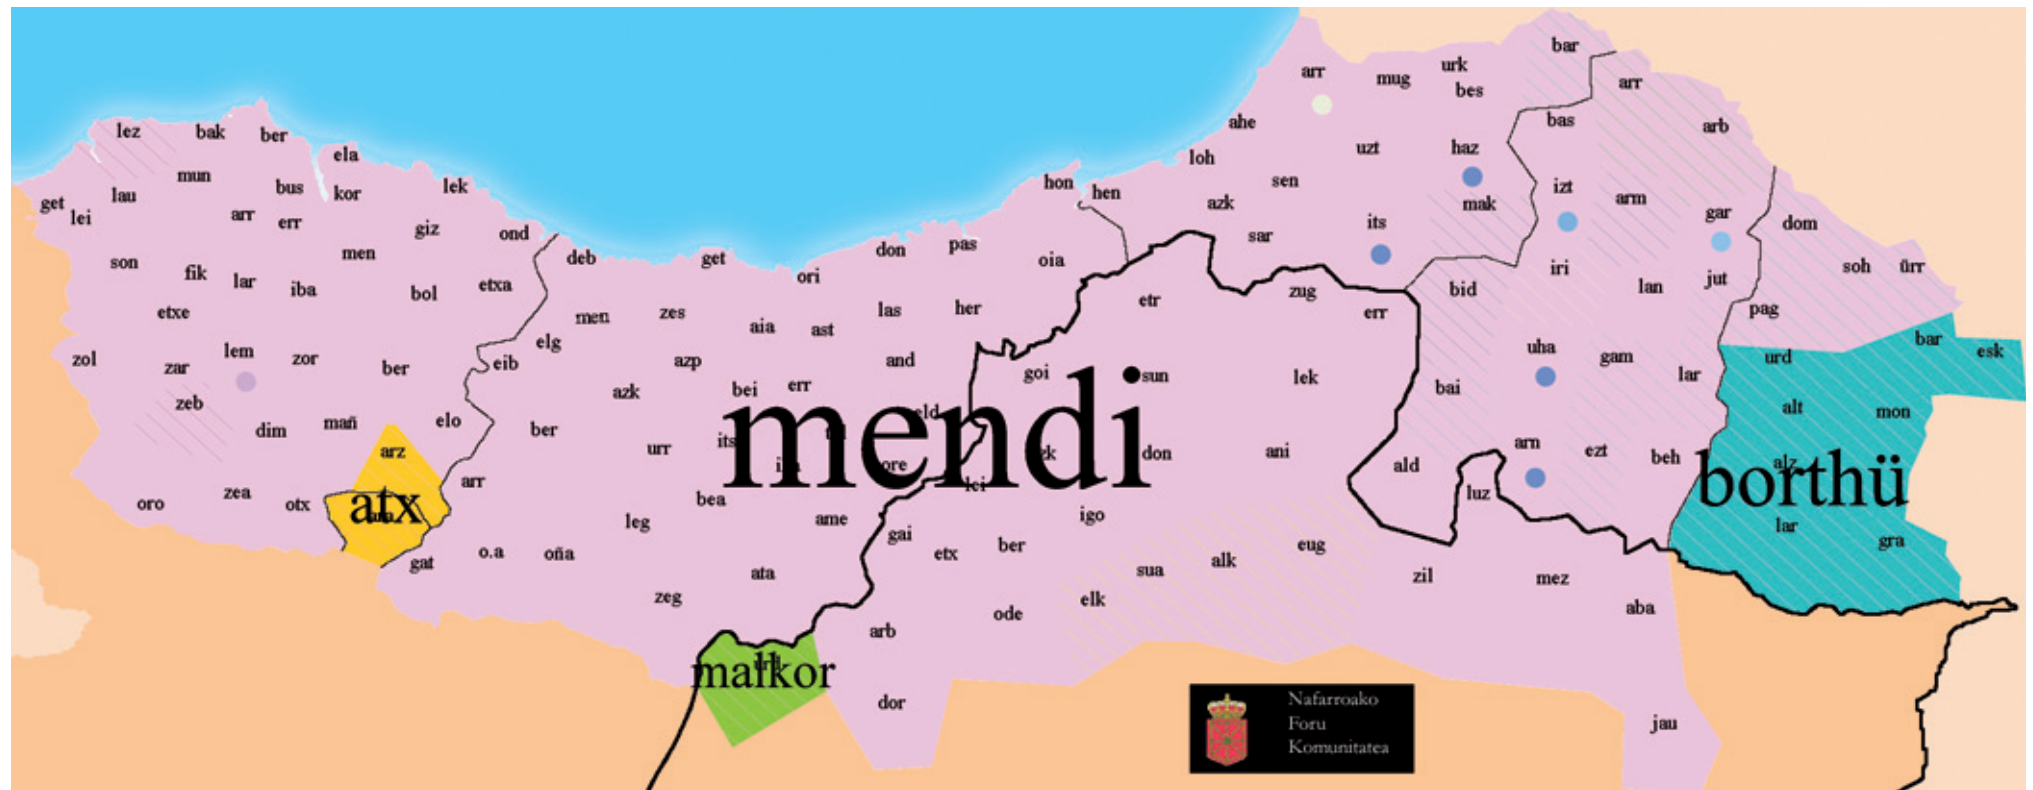 bar
arr
mug
urk
bes
arr
ahe
bas
arb
lez
bak
ber
ela
loh
uzt
haz
mun
lau
bus
kor
lek
hon
hen
sen
azk
mak
izt
arm
gar
get
lei
arr
err
giz
ond
men
sar
its
dom
son
fik
lar
iba
bol
etxa
deb
get
ori
don
pas
oia
iri
lan
jut
soh
ürr
etxe
men
zes
aia
ast
las
her
etr
zug
err
bid
pag
zol
zar
lem
zor
ber
elg
eib
azp
and
goi
sun
lek
uha
gam
lar
urd
bar
esk
zeb
dim
mañ
elo
azk
bei
err
eld
bai
alt
mon
mendi
arz
ber
urr
its
ore
don
ani
ald
arn
ezt
beh
alz
borthü
oro
zea
otx
atx
arr
leg
bea
ame
lei
igo
luz
lar
gra
gat
o.a
oña
ata
gai
etx
ber
sua
alk
eug
zil
mez
zeg
arb
ode
elk
aba
malkor
dor
jau
Nafarroako
Foru
Komunitatea